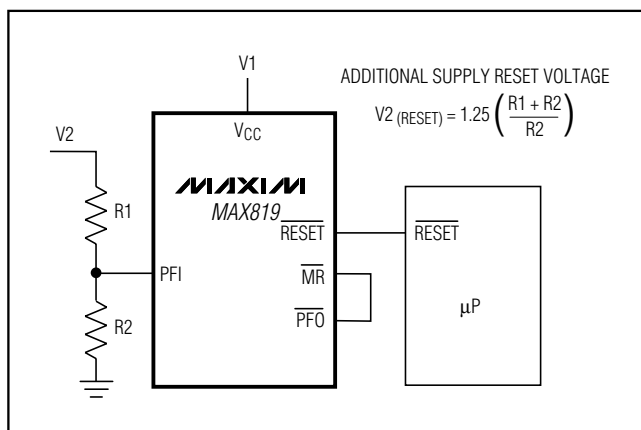 V1
ADDITIONAL SUPPLY RESET VOLTAGE
V2 (RESET) = 1.25 (R1 + R2 / R2)
V2
VCC
MAXIM
MAX819
R1
RESET
RESET
PFI
MR
μP
R2
PFO